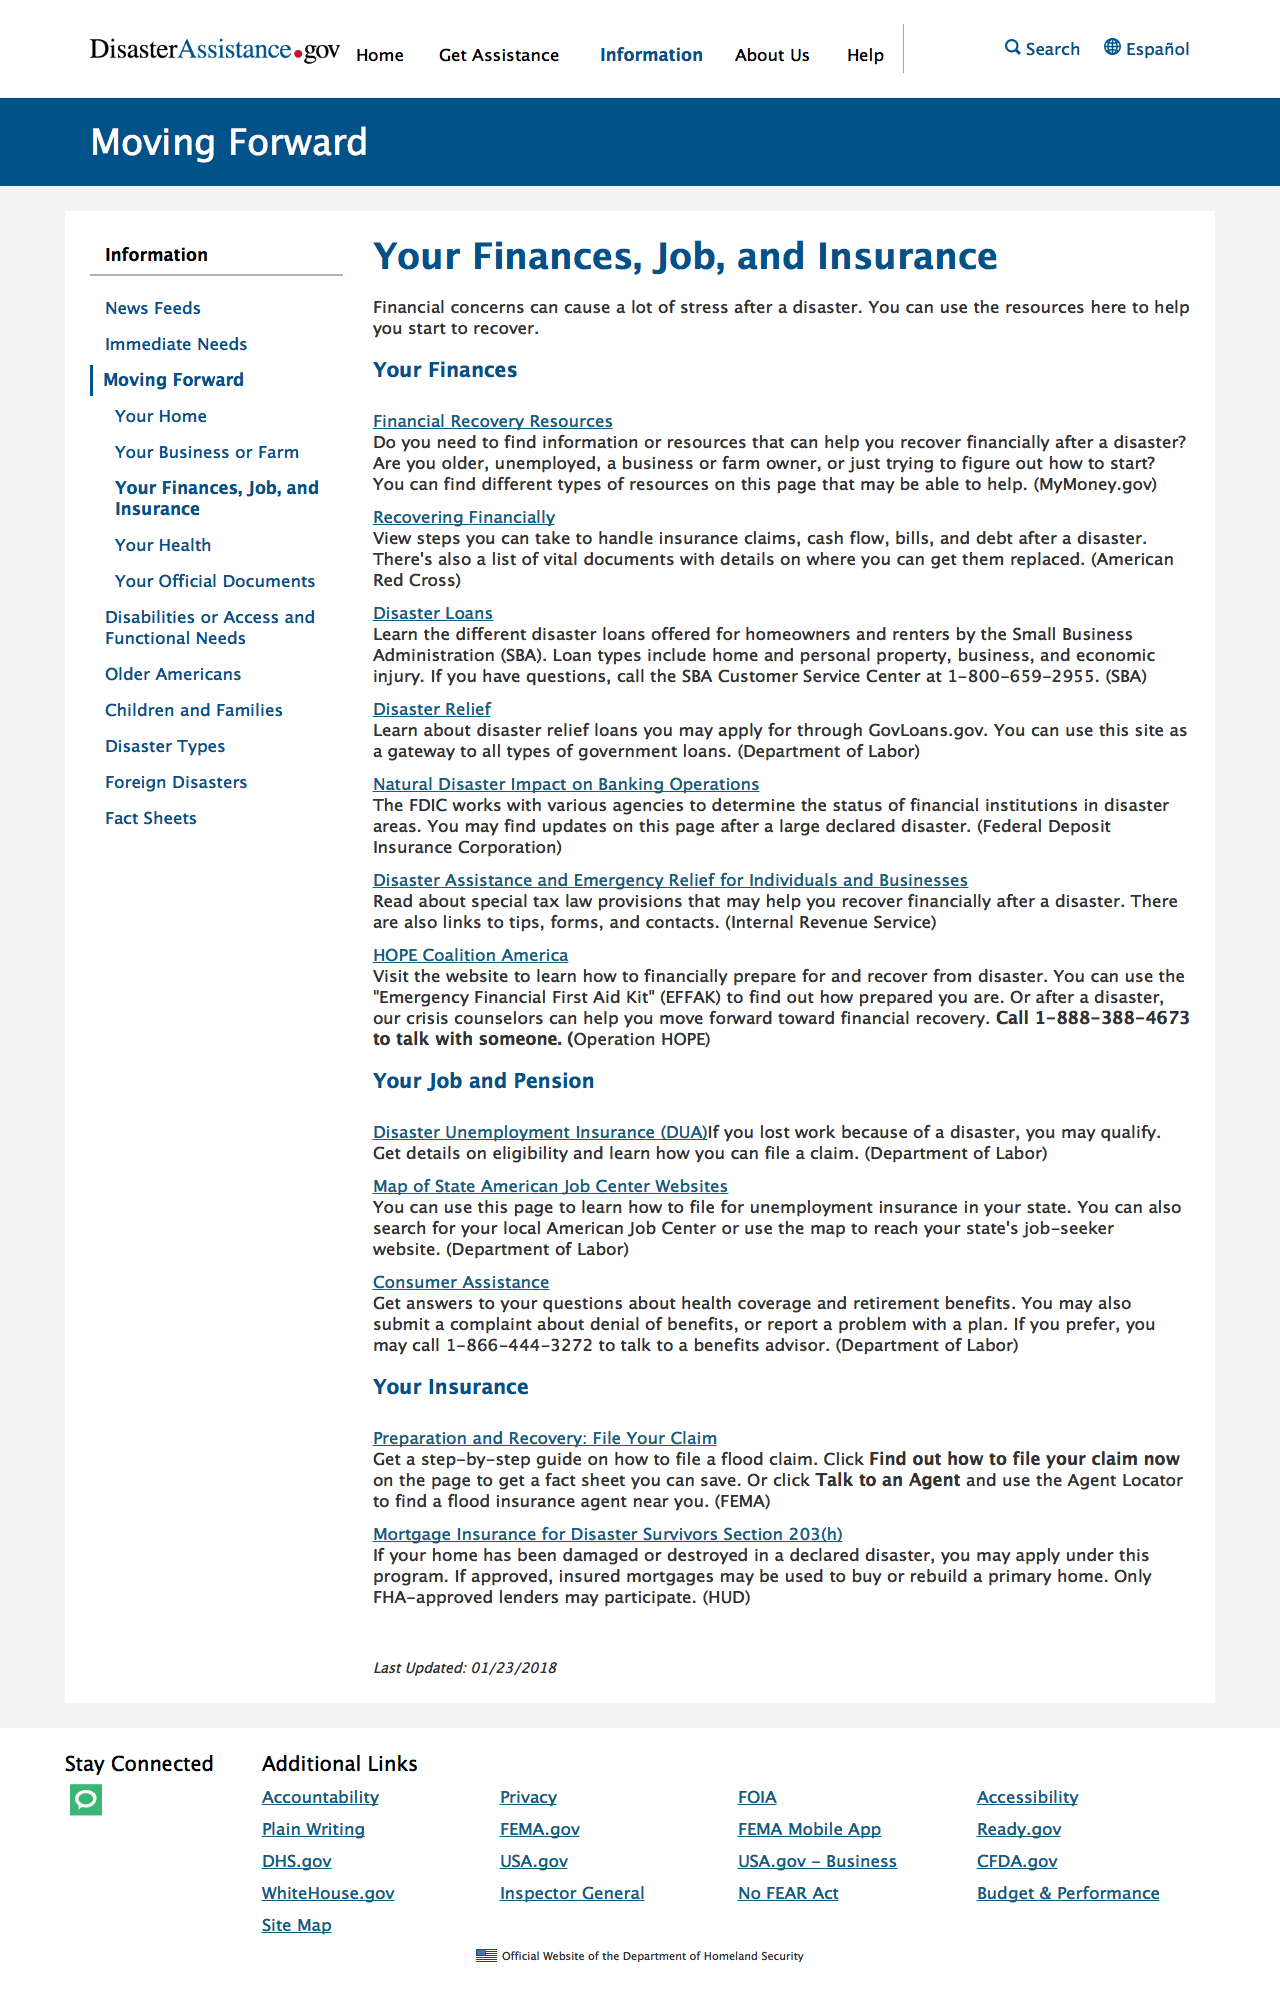 DisasterAssistance.gov
Home
Get Assistance
Information
About Us
Help
Search
Español
Moving Forward
Information
News Feeds
Immediate Needs
Moving Forward
Your Home
Your Business or Farm
Your Finances, Job, and
Insurance
Your Health
Your Official Documents
Disabilities or Access and
Functional Needs
Older Americans
Children and Families
Disaster Types
Foreign Disasters
Fact Sheets
Your Finances, Job, and Insurance
Financial concerns can cause a lot of stress after a disaster. You can use the resources here to help
you start to recover.
Your Finances
Financial Recovery Resources
Do you need to find information or resources that can help you recover financially after a disaster?
Are you older, unemployed, a business or farm owner, or just trying to figure out how to start?
You can find different types of resources on this page that may be able to help. (MyMoney.gov)
Recovering Financially
View steps you can take to handle insurance claims, cash flow, bills, and debt after a disaster.
There's also a list of vital documents with details on where you can get them replaced. (American
Red Cross)
Disaster Loans
Learn the different disaster loans offered for homeowners and renters by the Small Business
Administration (SBA). Loan types include home and personal property, business, and economic
injury. If you have questions, call the SBA Customer Service Center at 1-800-659-2955. (SBA)
Disaster Relief
Learn about disaster relief loans you may apply for through GovLoans.gov. You can use this site as
a gateway to all types of government loans. (Department of Labor)
Natural Disaster Impact on Banking Operations
The FDIC works with various agencies to determine the status of financial institutions in disaster
areas. You may find updates on this page after a large declared disaster. (Federal Deposit
Insurance Corporation)
Disaster Assistance and Emergency Relief for Individuals and Businesses
Read about special tax law provisions that may help you recover financially after a disaster. There
are also links to tips, forms, and contacts. (Internal Revenue Service)
HOPE Coalition America
Visit the website to learn how to financially prepare for and recover from disaster. You can use the
"Emergency Financial First Aid Kit" (EFFAK) to find out how prepared you are. Or after a disaster,
our crisis counselors can help you move forward toward financial recovery. Call 1-888-388-4673
to talk with someone. (Operation HOPE)
Your Job and Pension
Disaster Unemployment Insurance (DUA)If you lost work because of a disaster, you may qualify.
Get details on eligibility and learn how you can file a claim. (Department of Labor)
Map of State American Job Center Websites
You can use this page to learn how to file for unemployment insurance in your state. You can also
search for your local American Job Center or use the map to reach your state's job-seeker
website. (Department of Labor)
Consumer Assistance
Get answers to your questions about health coverage and retirement benefits. You may also
submit a complaint about denial of benefits, or report a problem with a plan. If you prefer, you
may call 1-866-444-3272 to talk to a benefits advisor. (Department of Labor)
Your Insurance
Preparation and Recovery: File Your Claim
Get a step-by-step guide on how to file a flood claim. Click Find out how to file your claim now
on the page to get a fact sheet you can save. Or click Talk to an Agent and use the Agent Locator
to find a flood insurance agent near you. (FEMA)
Mortgage Insurance for Disaster Survivors Section 203(h)
If your home has been damaged or destroyed in a declared disaster, you may apply under this
program. If approved, insured mortgages may be used to buy or rebuild a primary home. Only
FHA-approved lenders may participate. (HUD)
Last Updated: 01/23/2018
Stay Connected
Additional Links
Accountability
Privacy
FOIA
Accessibility
Plain Writing
FEMA.gov
FEMA Mobile App
Ready.gov
DHS.gov
USA.gov
USA.gov - Business
CFDA.gov
WhiteHouse.gov
Inspector General
No FEAR Act
Budget & Performance
Site Map
Official Website of the Department of Homeland Security